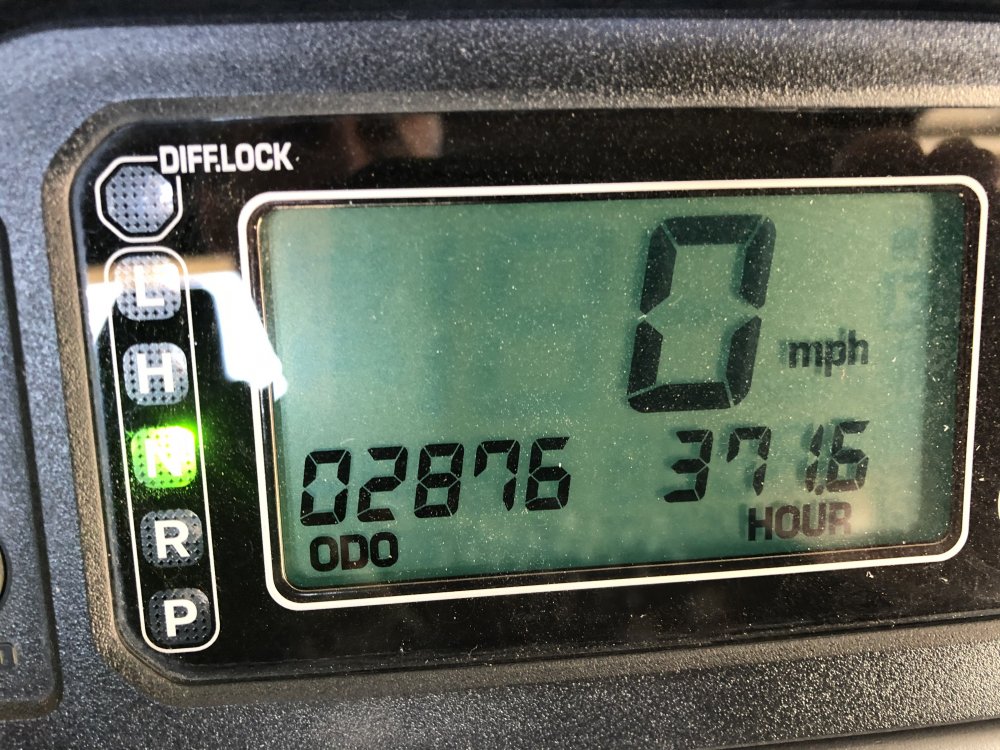 DIFF.LOCK
L
H
N
R
P
0
mph
02876
371.6
ODO
HOUR